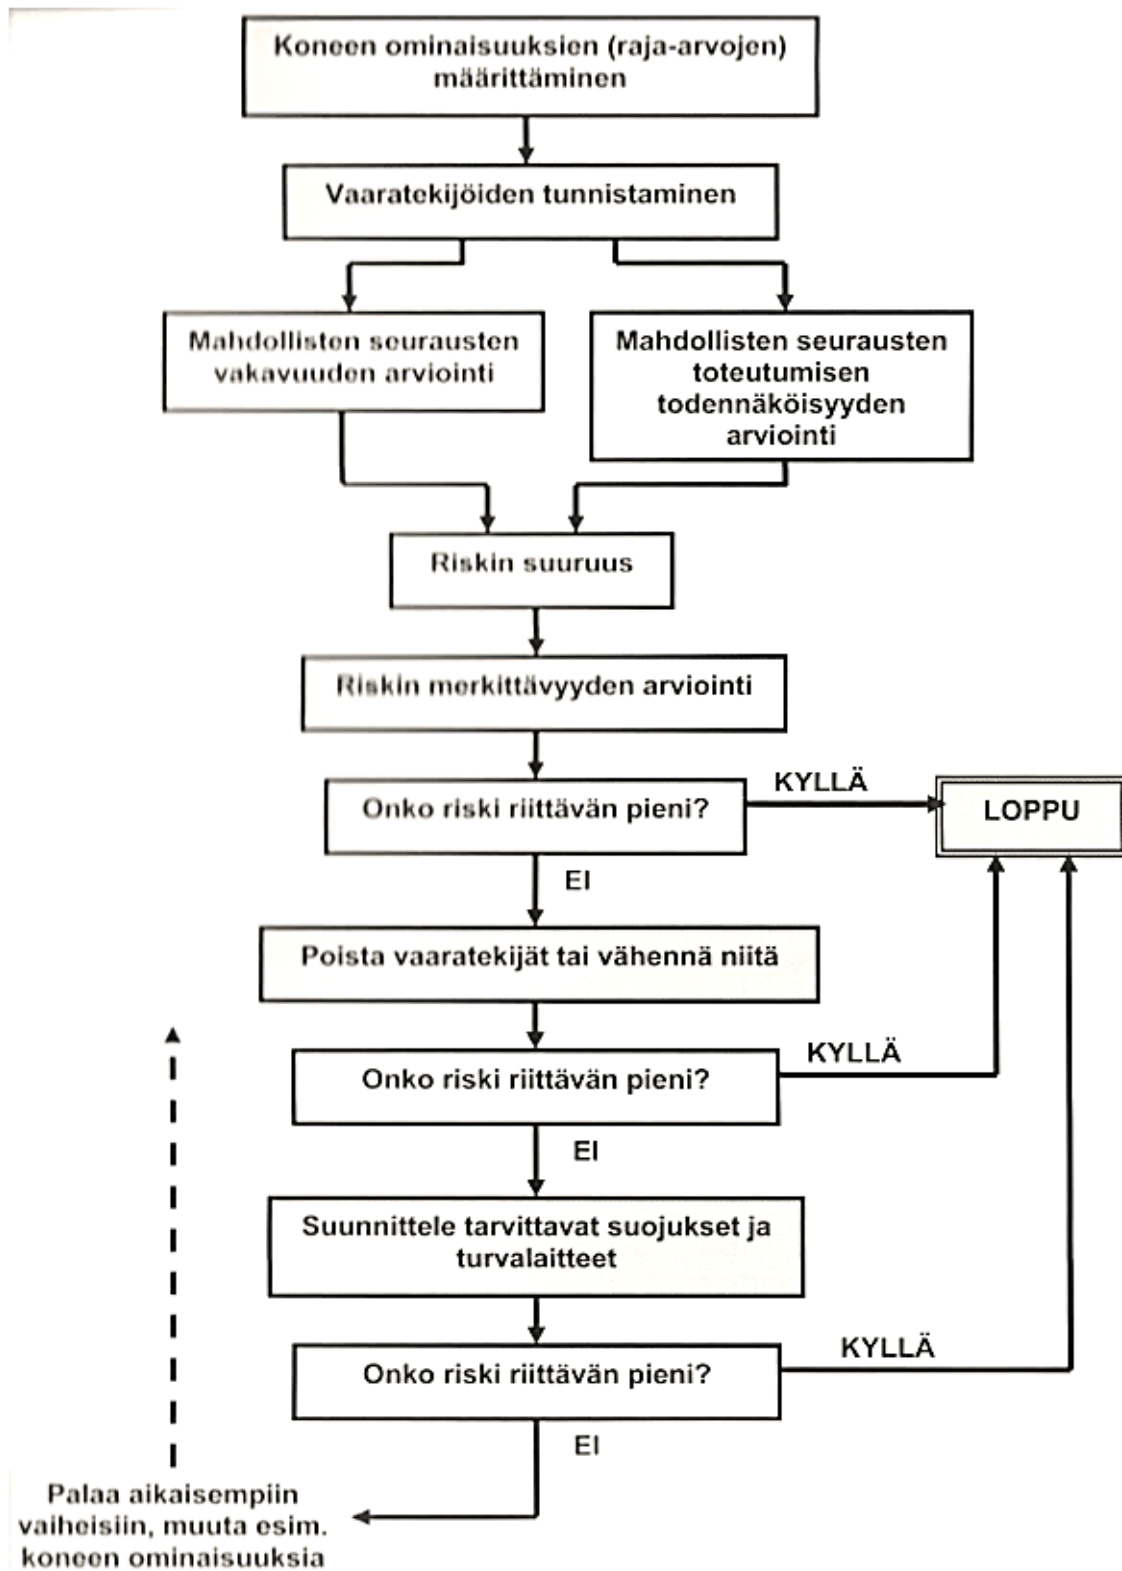 Koneen ominaisuuksien (raja-arvojen)
määrittäminen
Vaaratekijöiden tunnistaminen
Mahdollisten seurausten
vakavuuden arviointi
Mahdollisten seurausten
toteutumisen
todennäköisyyden
arviointi
Riskin suuruus
Riskin merkittävyyden arviointi
Onko riski riittävän pieni?
KYLLÄ
LOPPU
EI
Poista vaaratekijät tai vähennä niitä
Onko riski riittävän pieni?
KYLLÄ
EI
Suunnittele tarvittavat suojukset ja
turvalaitteet
Onko riski riittävän pieni?
KYLLÄ
EI
Palaa aikaisempiin
vaiheisiin, muuta esim.
koneen ominaisuuksia